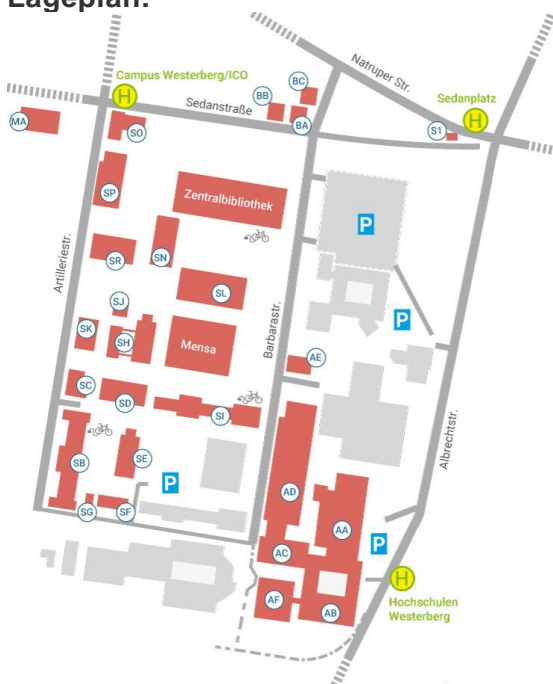 Lageplan:
Natruper Str.
Campus Westerberg/ICO
H
BC
BB
Sedanstraße
Sedanplatz
H
MA
SO
BA
S1
SP
Zentralbibliothek
P
SN
SR
Artilleriestr.
SL
SJ
P
SK
SH
Mensa
Barbarastr.
AE
SC
SD
SI
Albrechtstr.
SB
SE
P
AD
AA
SG
SF
P
AC
H
AF
AB
Hochschulen
Westerberg